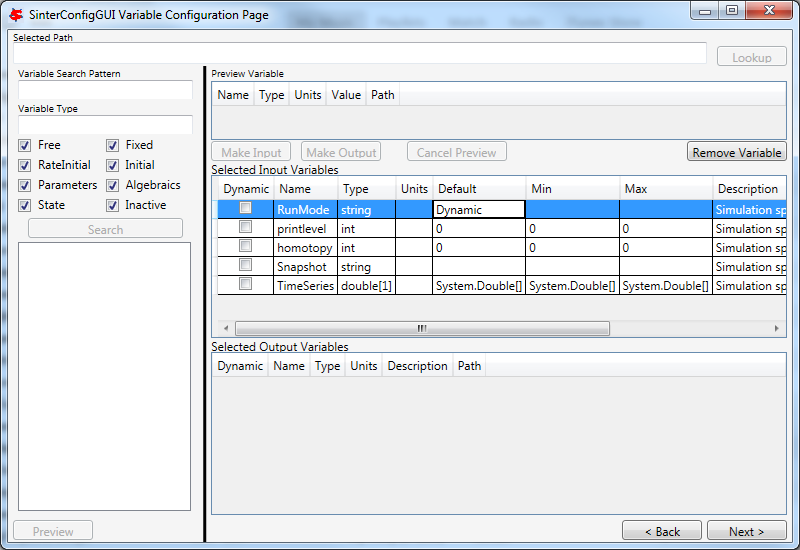 SinterConfigGUI Variable Configuration Page
Selected Path
Lookup
Variable Search Pattern
Variable Type
Free Fixed
RateInitial Initial
Parameters Algebraics
State Inactive
Search
Preview
Preview Variable
Name Type Units Value Path
Make Input Make Output Cancel Preview Remove Variable
Selected Input Variables
Dynamic Name Type Units Default Min Max Description
RunMode string Dynamic Simulation sp
printlevel int 0 0 0 Simulation sp
homotopy int 0 0 0 Simulation sp
Snapshot string Simulation sp
TimeSeries double[1] System.Double[] System.Double[] System.Double[] Simulation sp
Selected Output Variables
Dynamic Name Type Units Description Path
< Back Next >